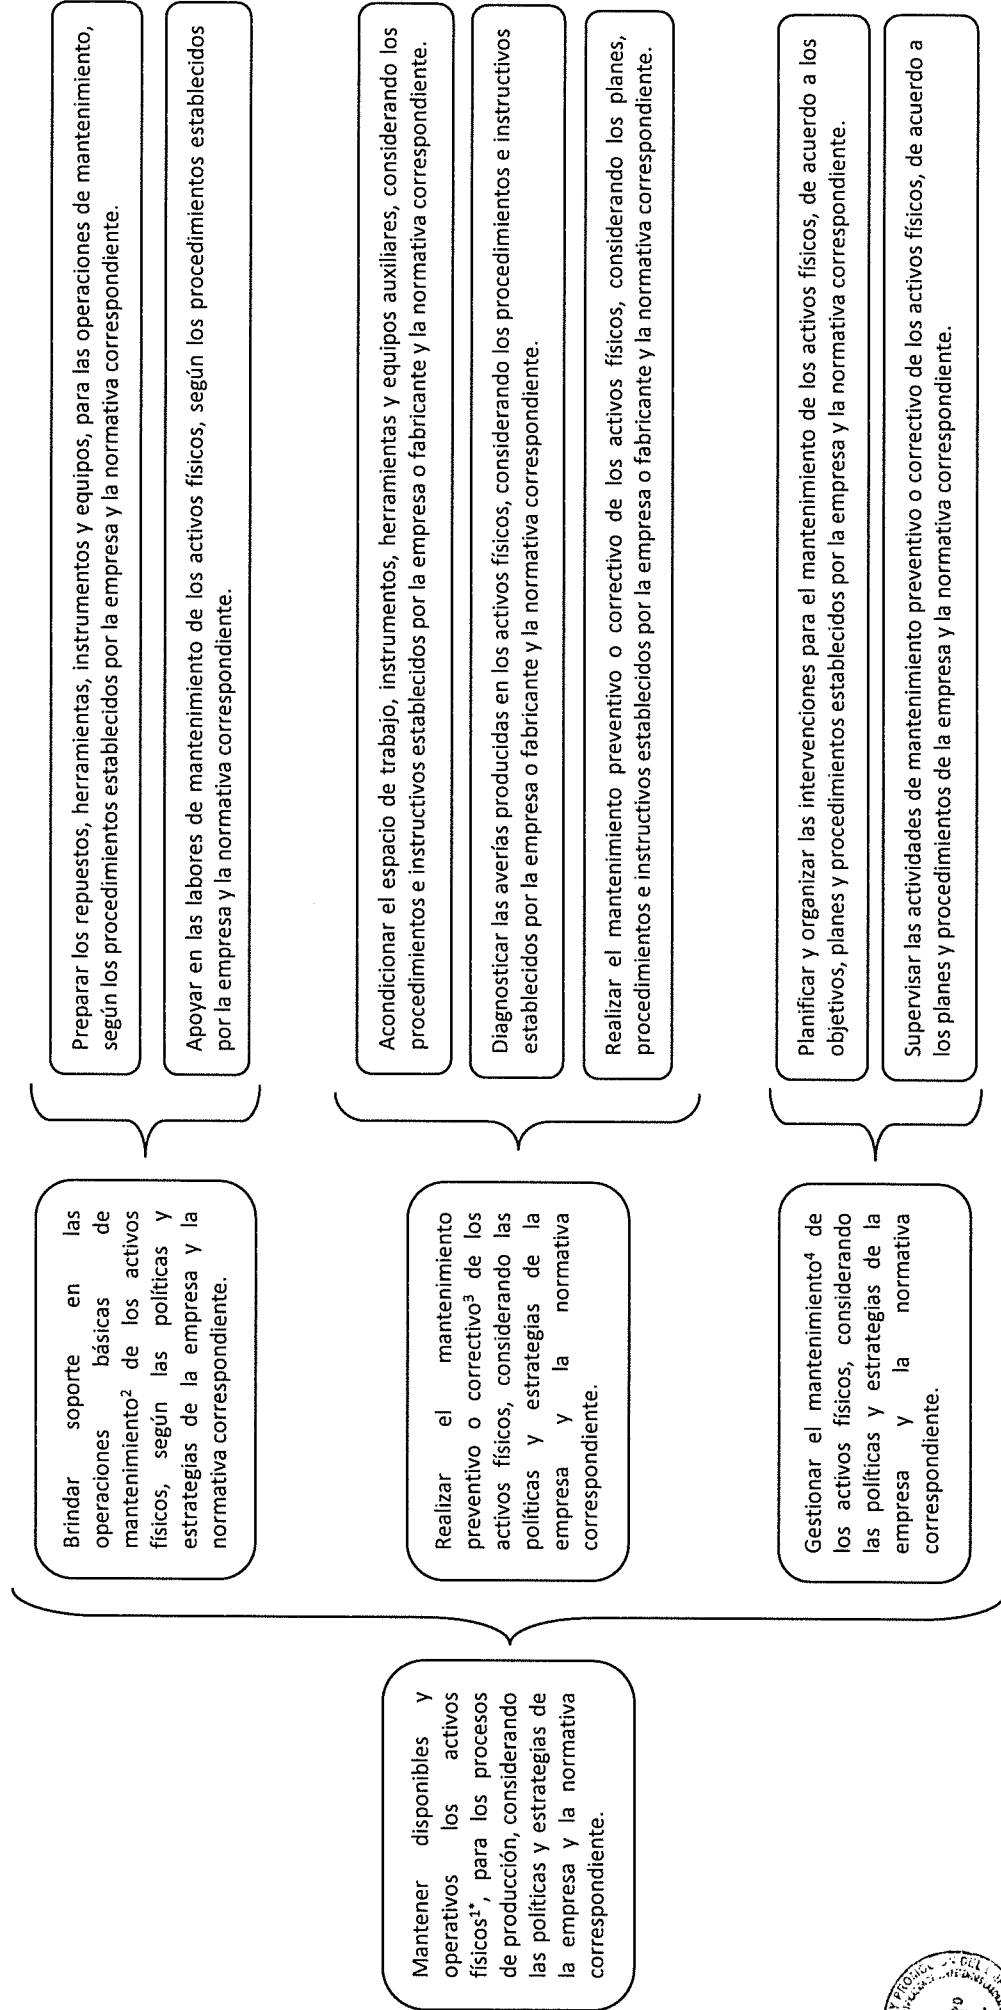 Mantener disponibles y
operativos los activos
físicos¹*, para los procesos
de producción, considerando
las políticas y estrategias de
la empresa y la normativa
correspondiente.
Brindar soporte en las
operaciones básicas de
mantenimiento² de los activos
físicos, según las políticas y
estrategias de la empresa y la
normativa correspondiente.
Preparar los repuestos, herramientas, instrumentos y equipos, para las operaciones de mantenimiento,
según los procedimientos establecidos por la empresa y la normativa correspondiente.
Apoyar en las labores de mantenimiento de los activos físicos, según los procedimientos establecidos
por la empresa y la normativa correspondiente.
Realizar el mantenimiento
preventivo o correctivo³ de los
activos físicos, considerando las
políticas y estrategias de la
empresa y la normativa
correspondiente.
Acondicionar el espacio de trabajo, instrumentos, herramientas y equipos auxiliares, considerando los
procedimientos e instructivos establecidos por la empresa o fabricante y la normativa correspondiente.
Diagnosticar las averías producidas en los activos físicos, considerando los procedimientos e instructivos
establecidos por la empresa o fabricante y la normativa correspondiente.
Realizar el mantenimiento preventivo o correctivo de los activos físicos, considerando los planes,
procedimientos e instructivos establecidos por la empresa o fabricante y la normativa correspondiente.
Gestionar el mantenimiento⁴ de
los activos físicos, considerando
las políticas y estrategias de la
empresa y la normativa
correspondiente.
Planificar y organizar las intervenciones para el mantenimiento de los activos físicos, de acuerdo a los
objetivos, planes y procedimientos establecidos por la empresa y la normativa correspondiente.
Supervisar las actividades de mantenimiento preventivo o correctivo de los activos físicos, de acuerdo a
los planes y procedimientos de la empresa y la normativa correspondiente.